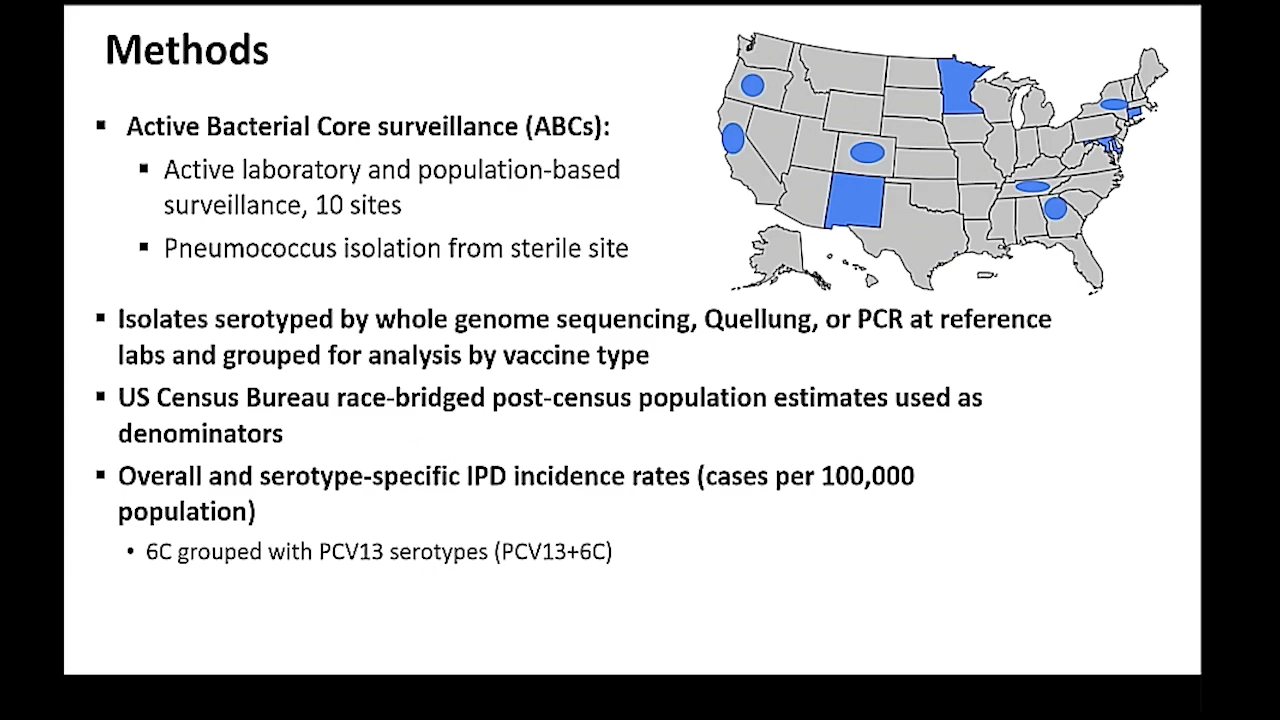 Methods
▪ Active Bacterial Core surveillance (ABCs):
▪ Active laboratory and population-based
surveillance, 10 sites
▪ Pneumococcus isolation from sterile site
▪ Isolates serotyped by whole genome sequencing, Quellung, or PCR at reference
labs and grouped for analysis by vaccine type
▪ US Census Bureau race-bridged post-census population estimates used as
denominators
▪ Overall and serotype-specific IPD incidence rates (cases per 100,000
population)
• 6C grouped with PCV13 serotypes (PCV13+6C)